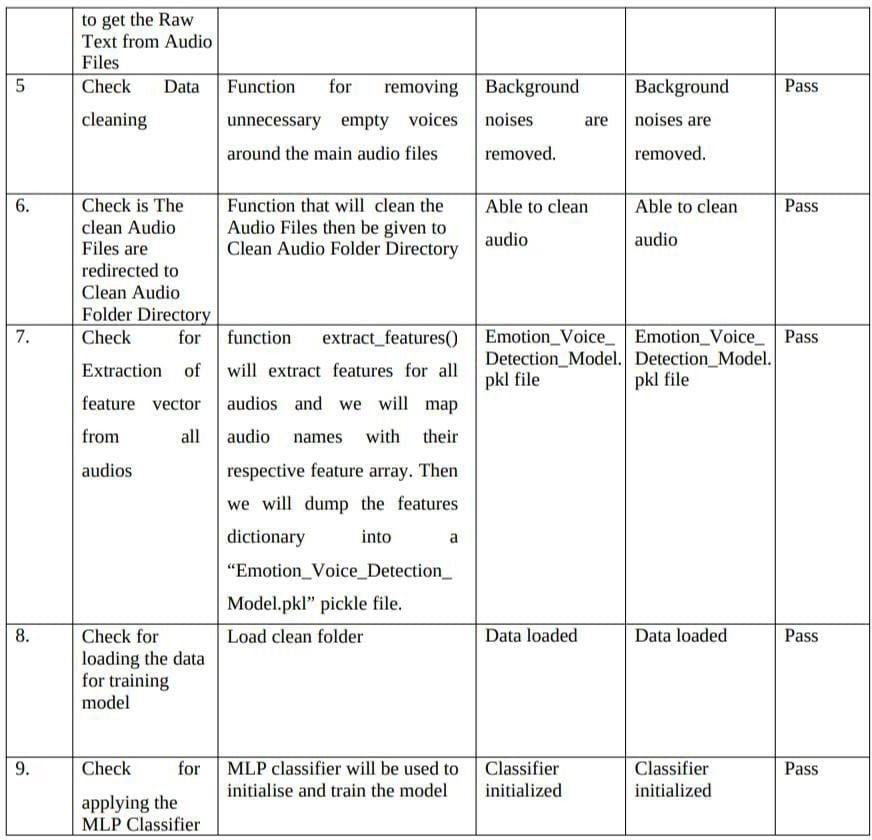 to get the Raw
Text from Audio
Files
5 Check Data Function for removing Background Background Pass
cleaning unnecessary empty voices noises are noises are
around the main audio files removed. removed.
6. Check is The Function that will clean the Able to clean Able to clean Pass
clean Audio Audio Files then be given to
Files are Clean Audio Folder Directory audio audio
redirected to
Clean Audio
Folder Directory
7. Check for function extract_features() Emotion_Voice_ Emotion_Voice_ Pass
Detection_Model. Detection_Model.
Extraction of will extract features for all pkl file pkl file
feature vector audios and we will map
from all audio names with their
audios respective feature array. Then
we will dump the features
dictionary into a
“Emotion_Voice_Detection_
Model.pkl” pickle file.
8. Check for Load clean folder Data loaded Data loaded Pass
loading the data
for training
model
9. Check for MLP classifier will be used to Classifier Classifier Pass
initialise and train the model initialized initialized
applying the
MLP Classifier